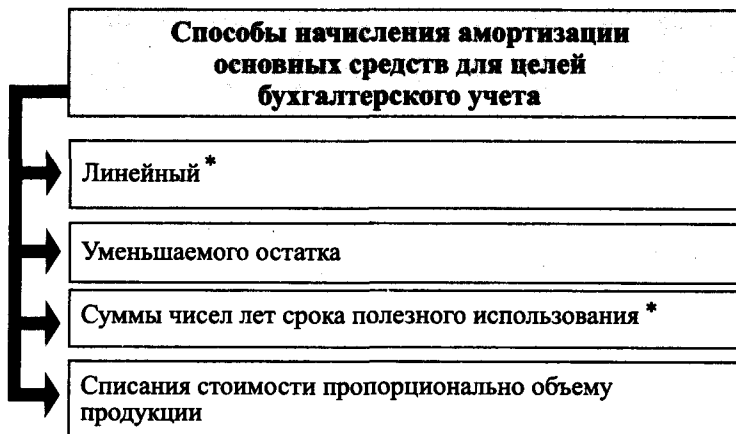 Способы начисления амортизации
основных средств для целей
бухгалтерского учета
Линейный *
Уменьшаемого остатка
Суммы чисел лет срока полезного использования *
Списания стоимости пропорционально объему
продукции